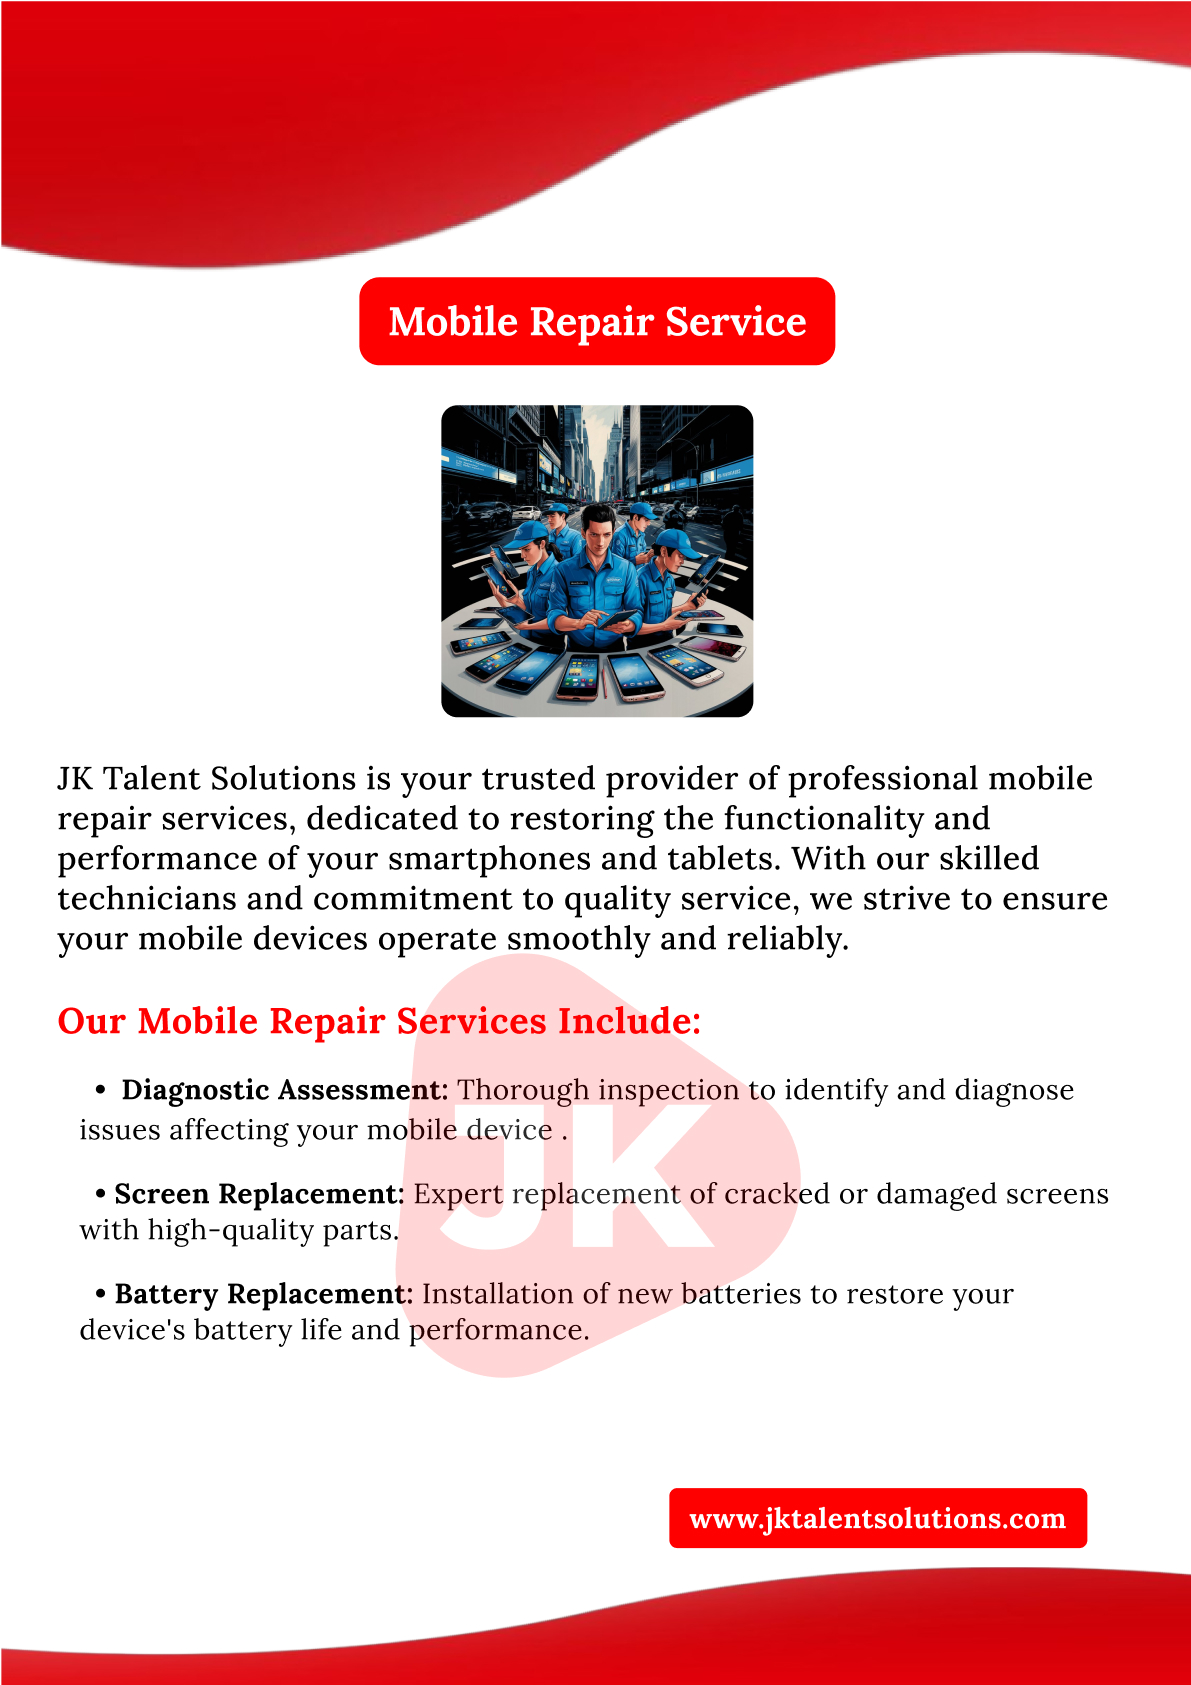 Mobile Repair Service
JK Talent Solutions is your trusted provider of professional mobile
repair services, dedicated to restoring the functionality and
performance of your smartphones and tablets. With our skilled
technicians and commitment to quality service, we strive to ensure
your mobile devices operate smoothly and reliably.
Our Mobile Repair Services Include:
• Diagnostic Assessment: Thorough inspection to identify and diagnose
issues affecting your mobile device .
• Screen Replacement: Expert replacement of cracked or damaged screens
with high-quality parts.
• Battery Replacement: Installation of new batteries to restore your
device's battery life and performance.
JK
www.jktalentsolutions.com